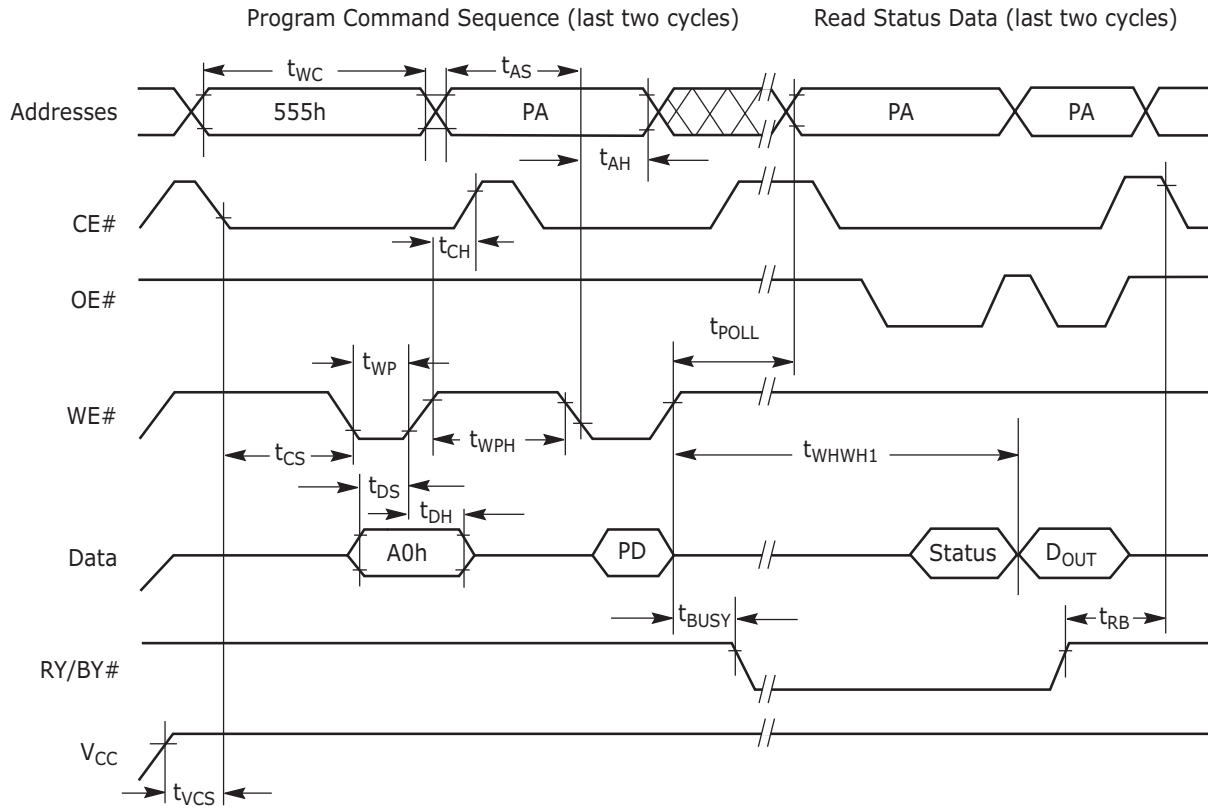 Program Command Sequence (last two cycles) Read Status Data (last two cycles)
tWC tAS
Addresses 555h PA PA PA
tAH
CE#
tCH
OE#
tPOLL
tWP
WE#
tCS tWPH tWHWH1
tDS
tDH
Data A0h PD Status DOUT
tBUSY tRB
RY/BY#
VCC
tVCS